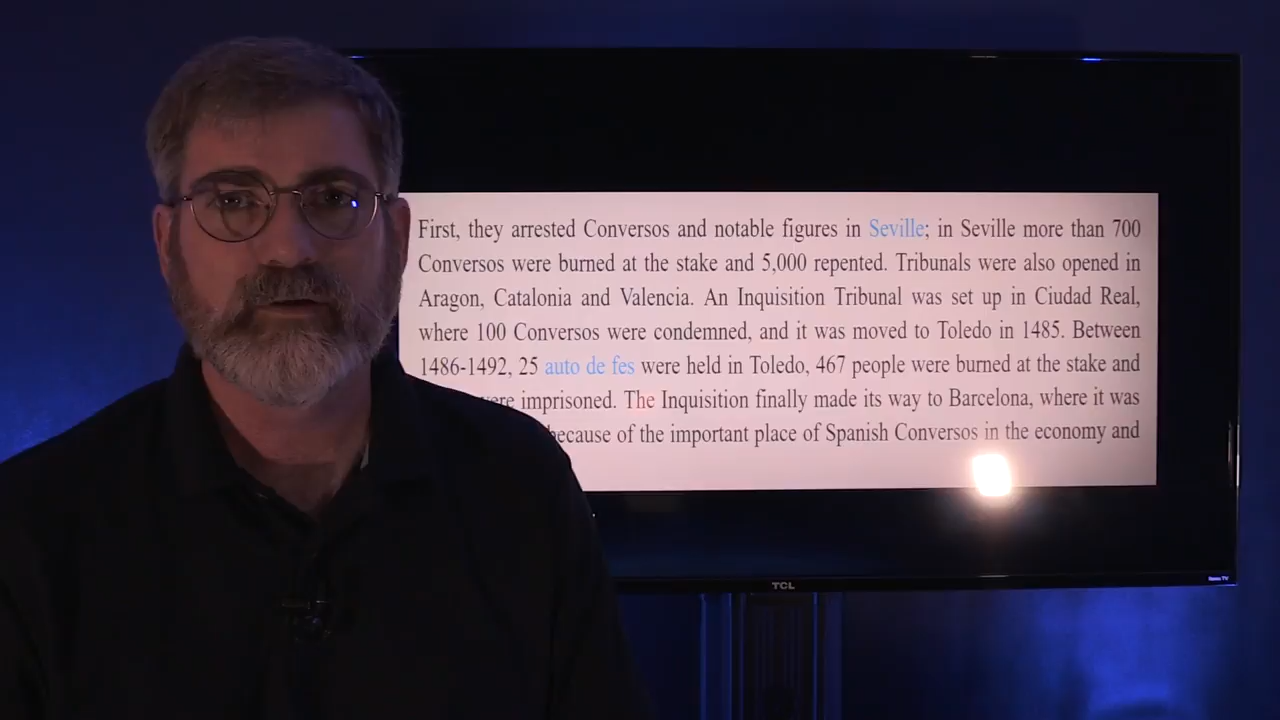 First, they arrested Conversos and notable figures in Seville; in Seville more than 700
Conversos were burned at the stake and 5,000 repented. Tribunals were also opened in
Aragon, Catalonia and Valencia. An Inquisition Tribunal was set up in Ciudad Real,
where 100 Conversos were condemned, and it was moved to Toledo in 1485. Between
1486-1492, 25 auto de fes were held in Toledo, 467 people were burned at the stake and
imprisoned. The Inquisition finally made its way to Barcelona, where it was
because of the important place of Spanish Conversos in the economy and
TCL
Roku TV